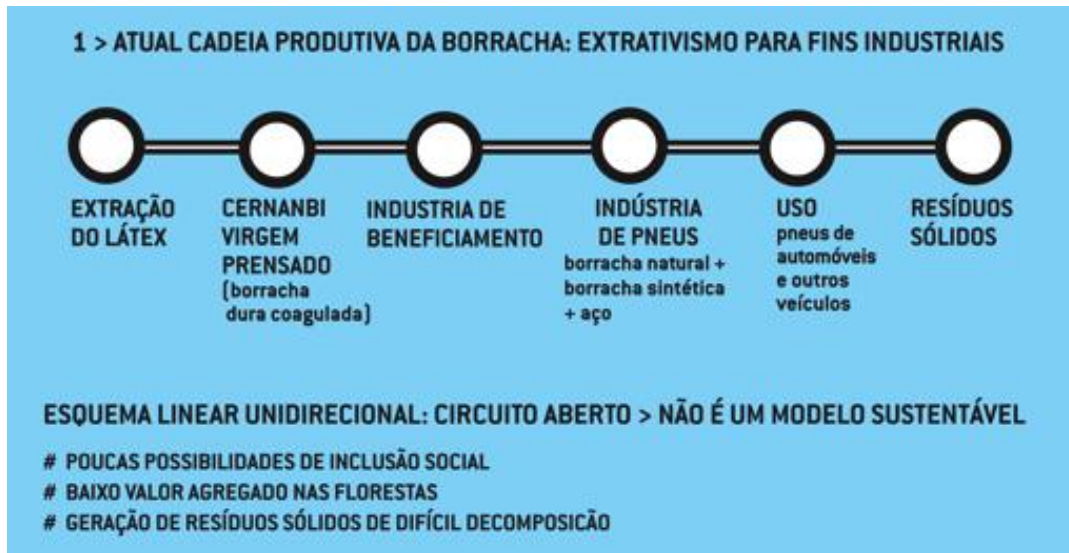 1 > ATUAL CADEIA PRODUTIVA DA BORRACHA: EXTRATIVISMO PARA FINS INDUSTRIAIS
EXTRAÇÃO
DO LÁTEX
CERNANBI
VIRGEM
PRENSADO
(borracha
dura coagulada)
INDUSTRIA DE
BENEFICIAMENTO
INDÚSTRIA
DE PNEUS
borracha natural +
borracha sintética
+ aço
USO
pneus de
automóveis
e outros
veículos
RESÍDUOS
SÓLIDOS
ESQUEMA LINEAR UNIDIRECIONAL: CIRCUITO ABERTO > NÃO É UM MODELO SUSTENTÁVEL
# POUCAS POSSIBILIDADES DE INCLUSÃO SOCIAL
# BAIXO VALOR AGREGADO NAS FLORESTAS
# GERAÇÃO DE RESÍDUOS SÓLIDOS DE DIFÍCIL DECOMPOSICÃO